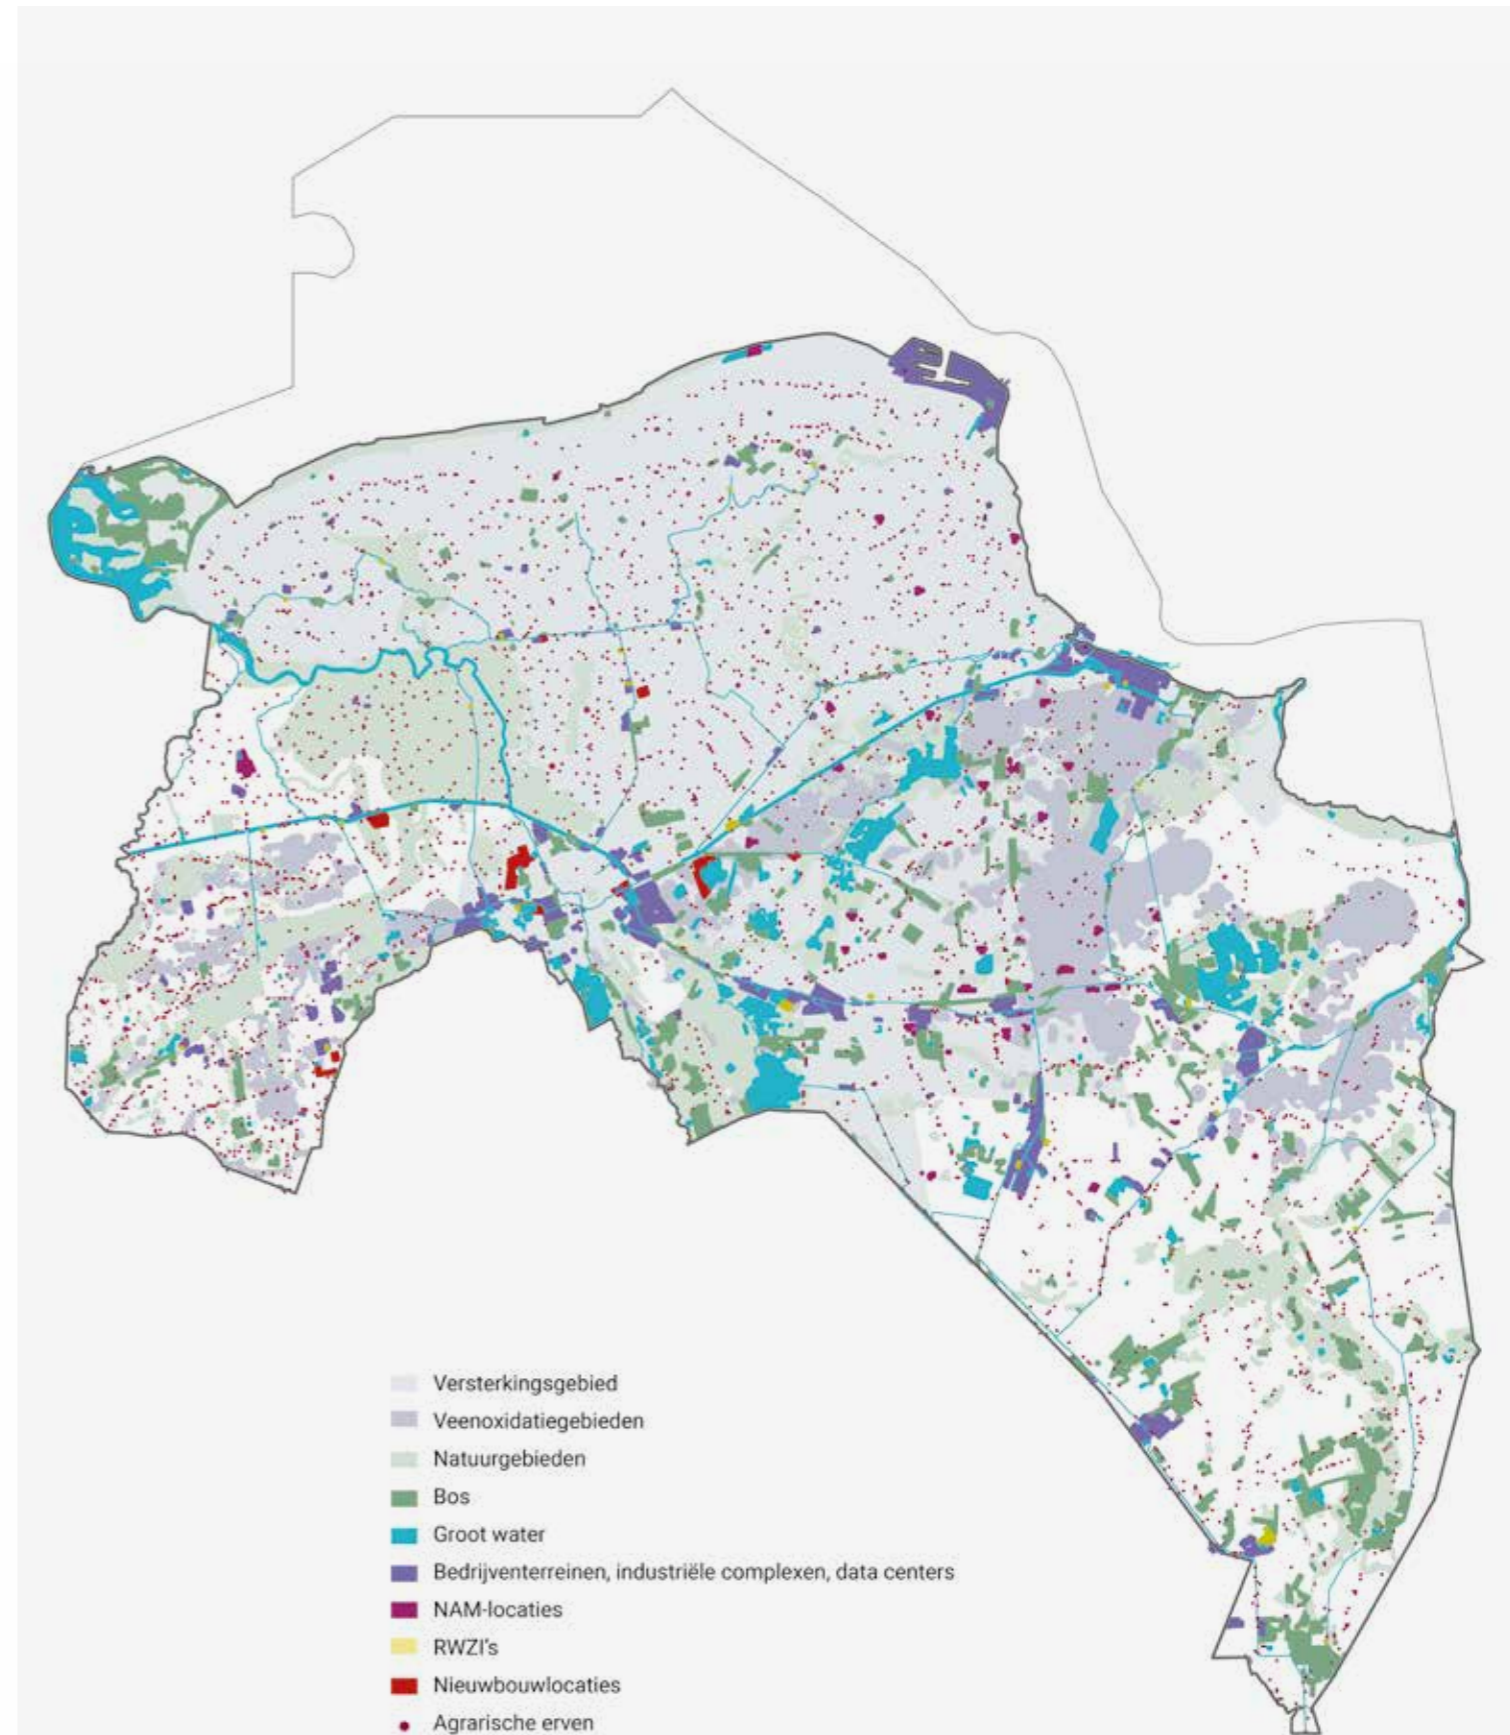 Versterkingsgebied
Veenoxidatiegebieden
Natuurgebieden
Bos
Groot water
Bedrijventerreinen, industriële complexen, data centers
NAM-locaties
RWZI's
Nieuwbouwlocaties
Agrarische erven